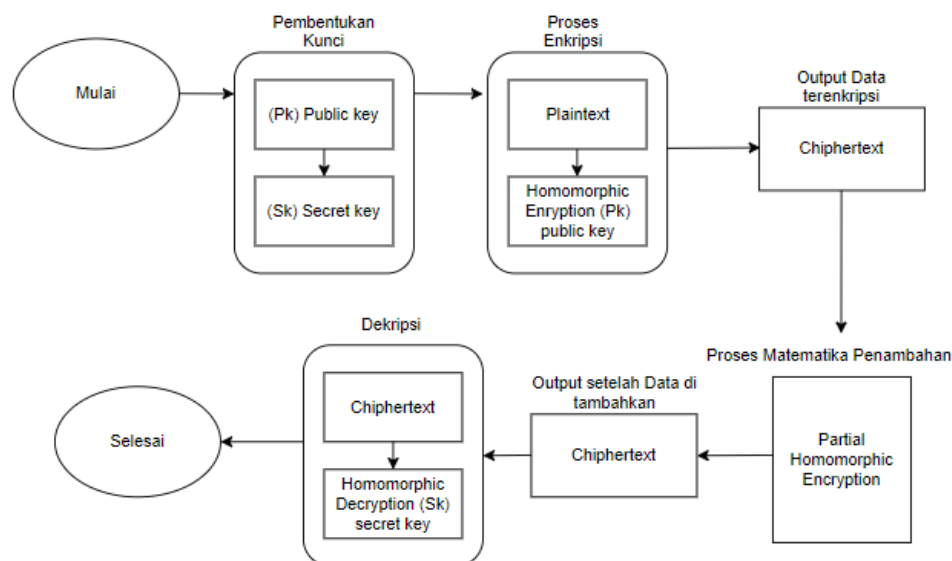 Pembentukan
Kunci
Proses
Enkripsi
Mulai
(Pk) Public key
(Sk) Secret key
Plaintext
Homomorphic
Enryption (Pk)
public key
Output Data
terenkripsi
Chiphertext
Proses Matematika Penambahan
Partial
Homomorphic
Encryption
Output setelah Data di
tambahkan
Chiphertext
Dekripsi
Chiphertext
Homomorphic
Decryption (Sk)
secret key
Selesai